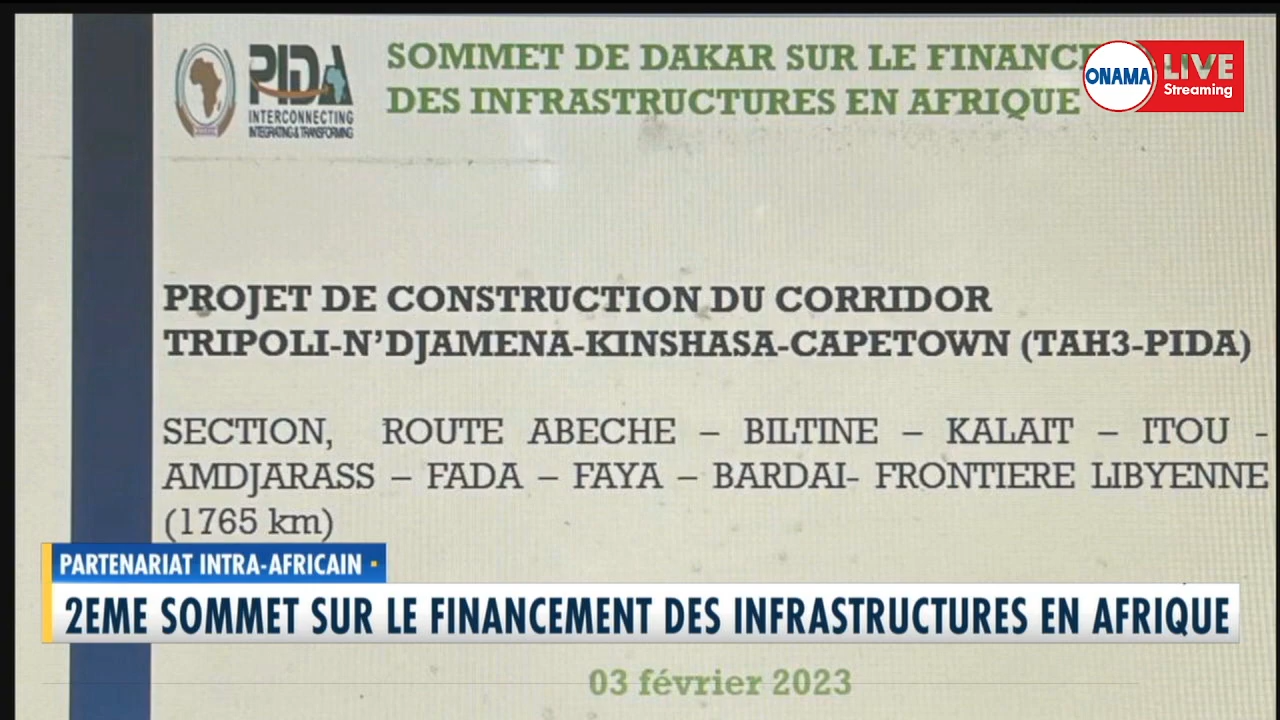 PIDA
INTERCONNECTING
INTEGRATING & TRANSFORMING
SOMMET DE DAKAR SUR LE FINANCE
DES INFRASTRUCTURES EN AFRIQUE
ONAMA
LIVE
Streaming
PROJET DE CONSTRUCTION DU CORRIDOR
TRIPOLI-N’DJAMENA-KINSHASA-CAPETOWN (TAH3-PIDA)
SECTION, ROUTE ABECHE – BILTINE – KALAIT – ITOU -
AMDJARASS – FADA – FAYA – BARDAI- FRONTIERE LIBYENNE
(1765 km)
PARTENARIAT INTRA-AFRICAIN
2EME SOMMET SUR LE FINANCEMENT DES INFRASTRUCTURES EN AFRIQUE
03 février 2023